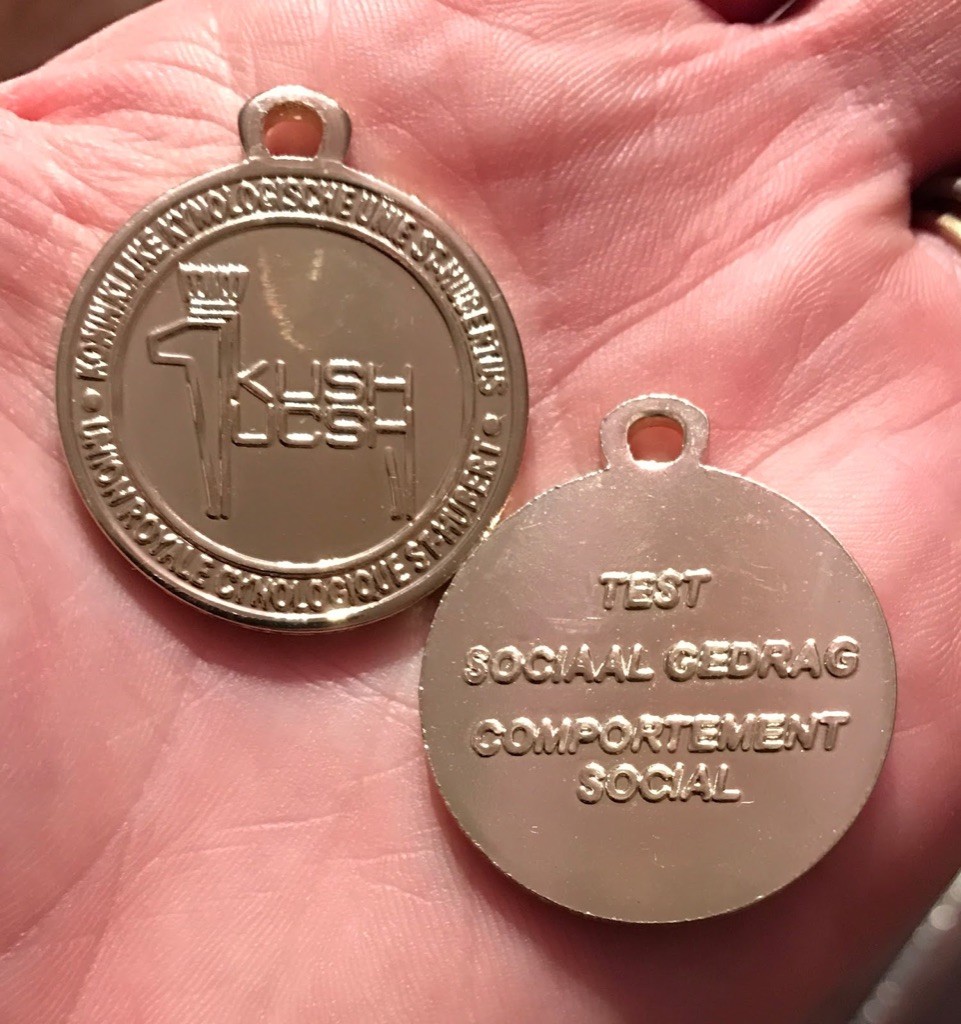 KONINKLIJKE KYNOLOGISCHE UNIE ST-HUBERTUS
KUSH
UCSH
UNION ROYALE CYNOLOGIQUE ST-HUBERT
TEST
SOCIAAL GEDRAG
COMPORTEMENT
SOCIAL